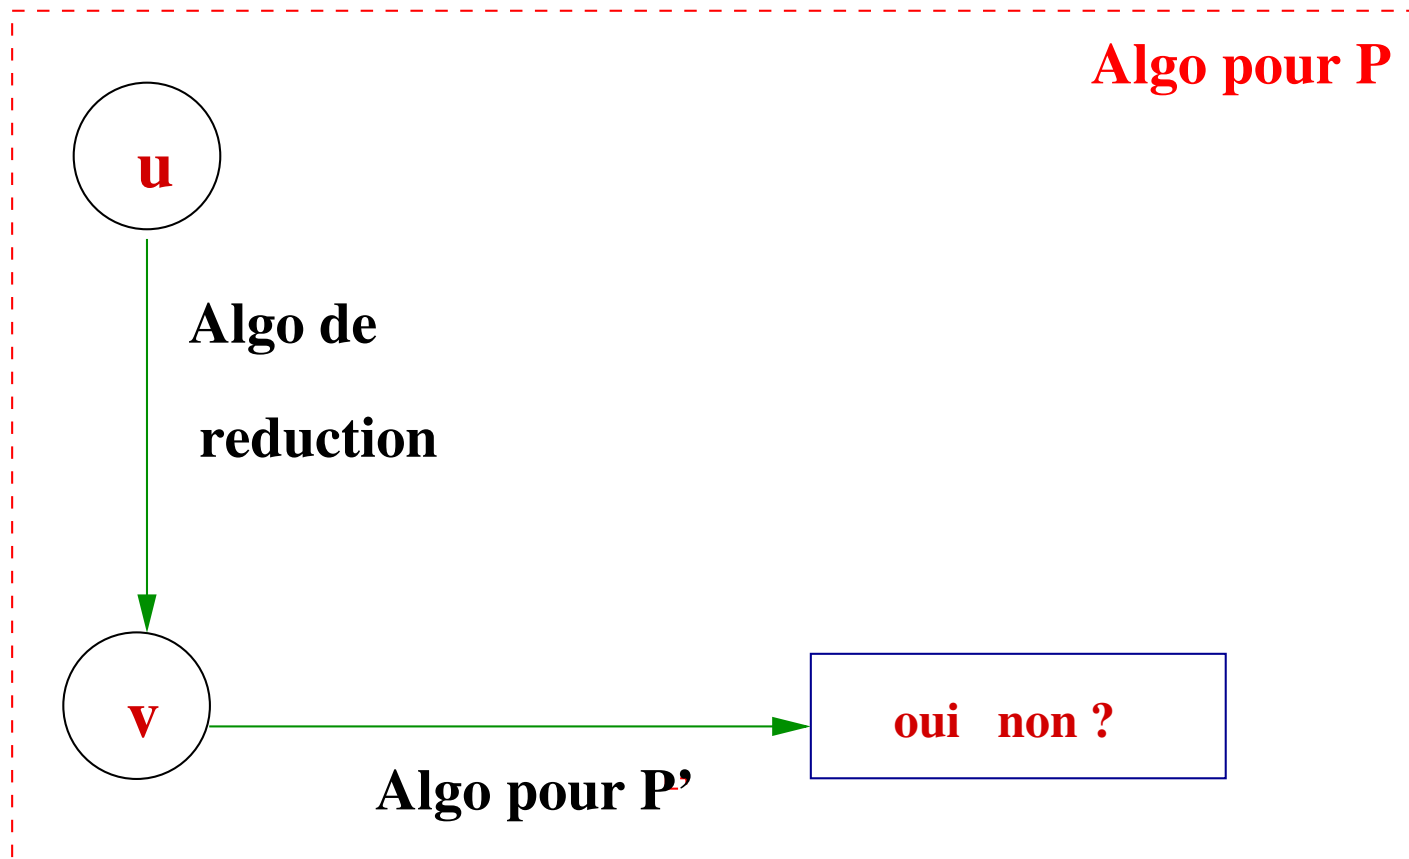 Algo pour P
u
Algo de
reduction
v
oui non ?
Algo pour P’